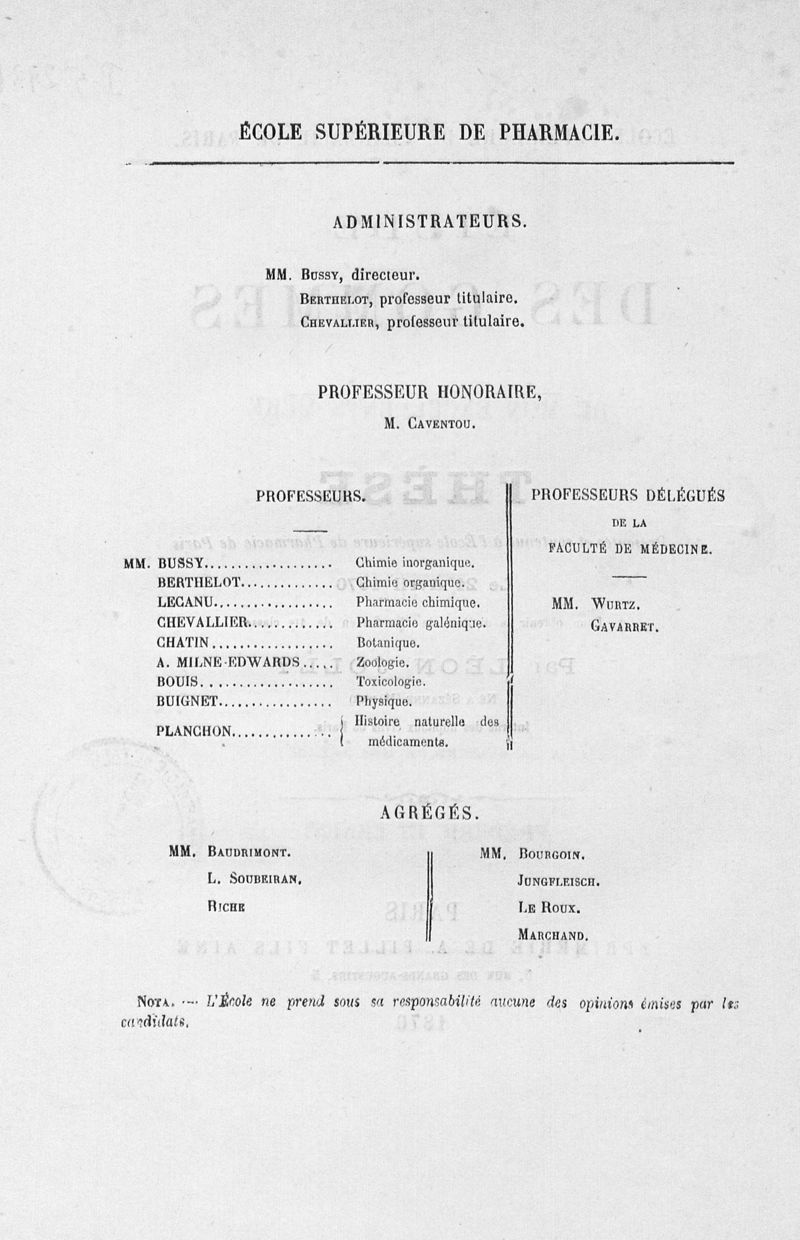 ÉCOLE SUPÉRIEURE DE PHARMACIE.
ADMINISTRATEURS.
MM. Bussy, directeur.
Berthelot, professeur titulaire.
Chevallier, professeur titulaire.
PROFESSEUR HONORAIRE,
M. Caventou.
PROFESSEURS.
MM. BUSSY................... Chimie inorganique.
BERTHELOT.............. Chimie organique.
LECANU.................. Pharmacie chimique.
CHEVALLIER............. Pharmacie galénique.
CHATIN.................. Botanique.
A. MILNE-EDWARDS..... Zoologie.
BOUIS.................... Toxicologie.
BUIGNET................. Physique.
PLANCHON............... { Histoire naturelle des
médicaments.
PROFESSEURS DÉLÉGUÉS
DE LA
FACULTÉ DE MÉDECINE.
MM. Wurtz.
Gavarret.
AGRÉGÉS.
MM. Baudrimont.
L. Soubeiran.
Riche
MM. Bourgoin.
Jungfleisch.
Le Roux.
Marchand.
Nota. — L'École ne prend sous sa responsabilité aucune des opinions émises par les
candidats.